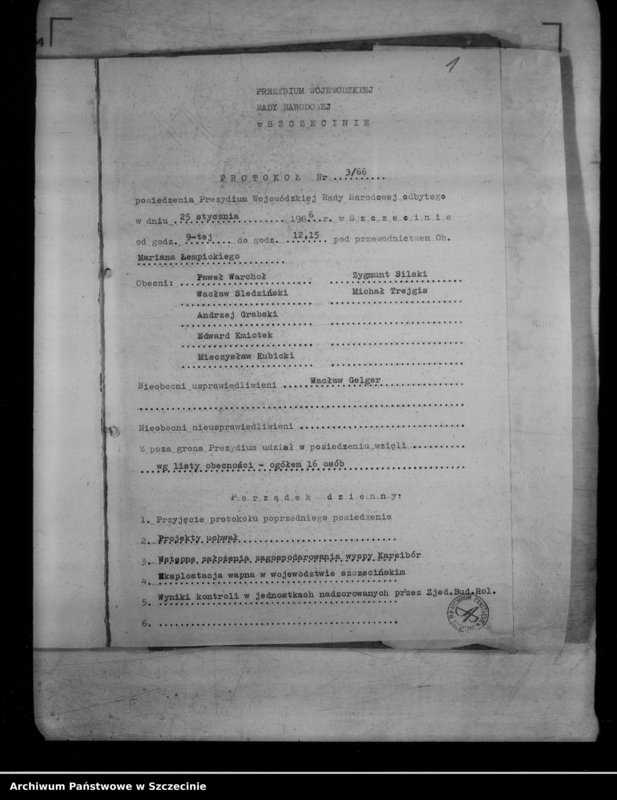 4
1
PREZYDIUM WOJEWÓDZKIEJ
RADY NARODOWEJ
w S Z C Z E C I N I E
P R O T O K O Ł Nr 3/66
posiedzenia Prezydium Wojewódzkiej Rady Narodowej odbytego
w dniu 25 stycznia 1966 r. w S z c z e c i n i e
od godz. 9-tej do godz. 12,15 pod przewodnictwem Ob.
Mariana Łempickiego
Obecni: Paweł Warchoł Zygmunt Silski
Wacław Sledziński Michał Trejgis
Andrzej Grabski
Edward Kmiotek
Mieczysław Kubicki
Nieobecni usprawiedliwieni Wacław Gelger
Nieobecni nieusprawiedliwieni
Z poza grona Prezydium udział w posiedzeniu wzięli
wg listy obecności - ogółem 16 osób
P o r z ą d e k d z i e n n y:
1. Przyjęcie protokołu poprzedniego posiedzenia
2. Projekty uchwał
3. Wstępne założenia zagospodarowania wyspy Karsibór
4. Eksploatacja wapna w województwie szczecińskim
5. Wyniki kontroli w jednostkach nadzorowanych przez Zjed.Bud.Rol.
6.
Archiwum Państwowe w Szczecinie